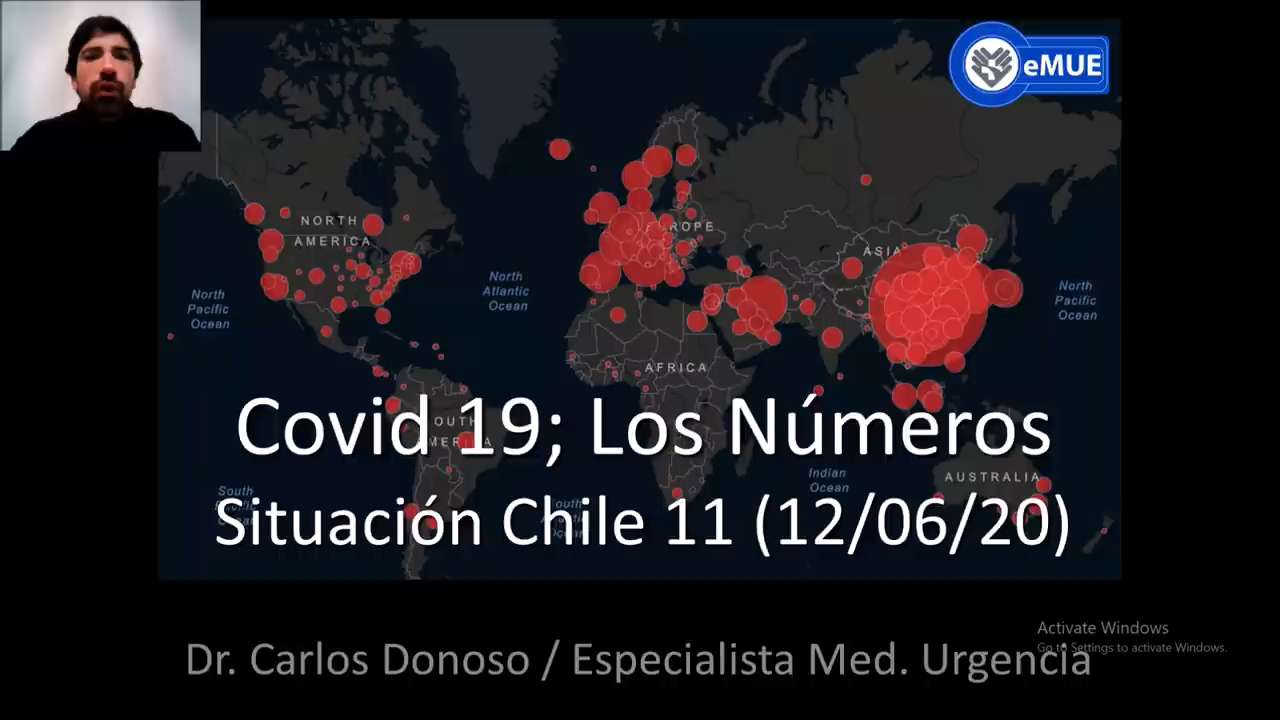 eMUE
NORTH
AMERICA
ROPE
ASIA
North
Atlantic
Ocean
North
Pacific
Ocean
North
Pacific
Ocean
AFRICA
Covid 19; Los Números
Indian
Ocean
AUSTRALIA
South
Situación Chile 11 (12/06/20)
Activate Windows
Go to Settings to activate Windows.
Dr. Carlos Donoso / Especialista Med. Urgencia